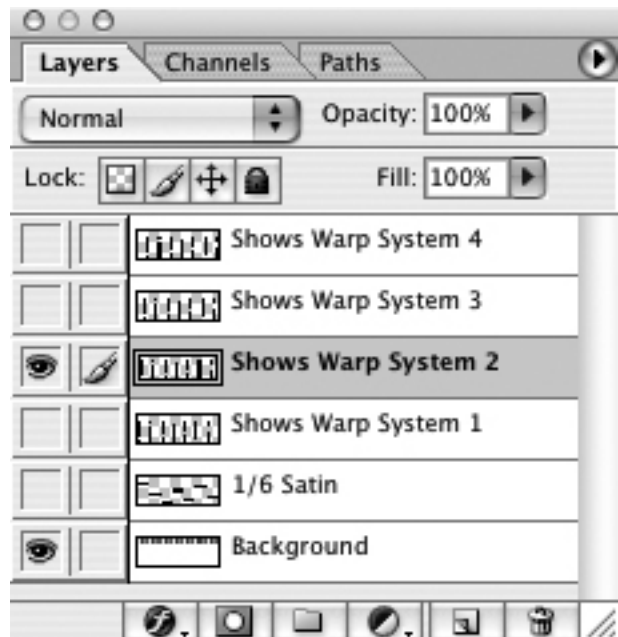 Layers Channels Paths
Normal Opacity: 100%
Lock: Fill: 100%
Shows Warp System 4
Shows Warp System 3
Shows Warp System 2
Shows Warp System 1
1/6 Satin
Background